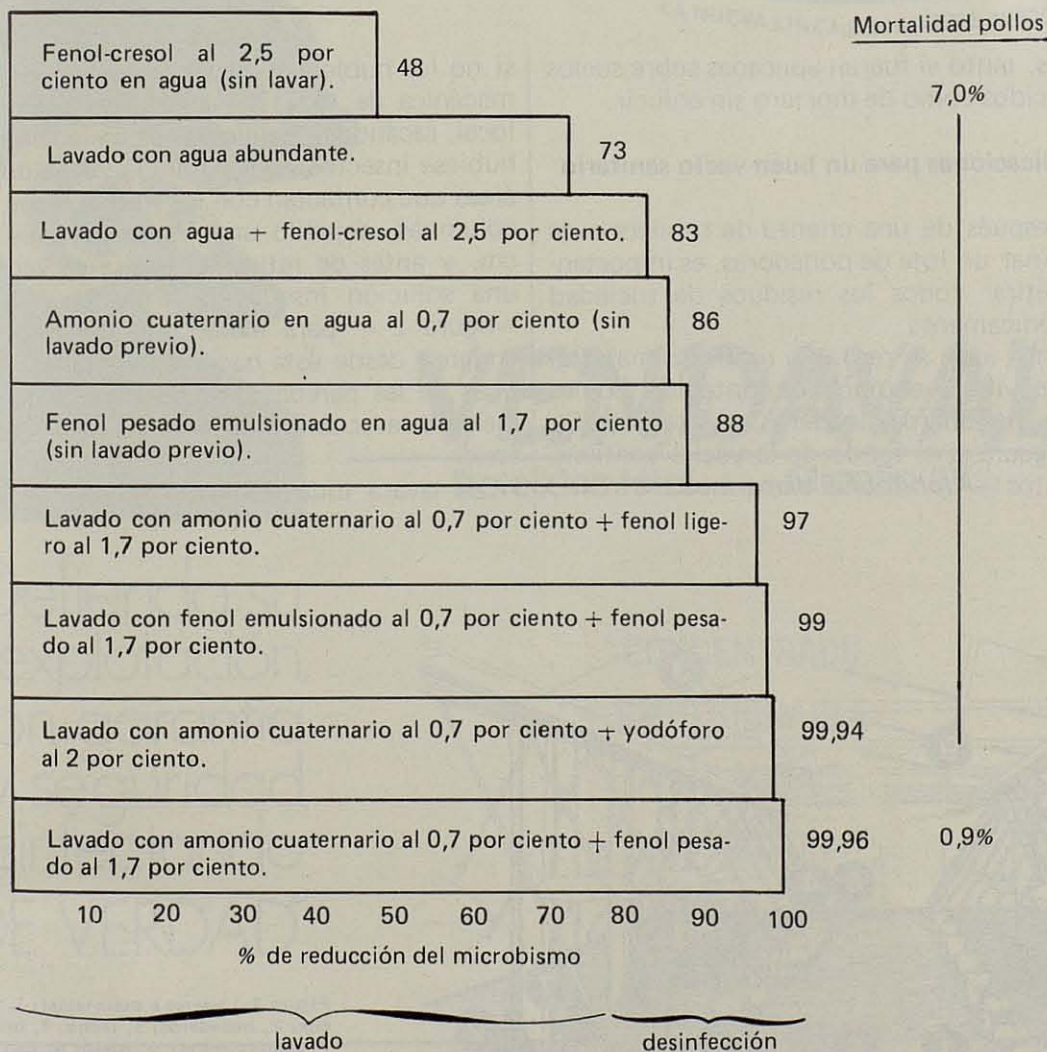 Mortalidad pollos
Fenol-cresol al 2,5 por
ciento en agua (sin lavar).
48
7,0%
Lavado con agua abundante.
73
Lavado con agua + fenol-cresol al 2,5 por ciento.
83
Amonio cuaternario en agua al 0,7 por ciento (sin
lavado previo).
86
Fenol pesado emulsionado en agua al 1,7 por ciento
(sin lavado previo).
88
Lavado con amonio cuaternario al 0,7 por ciento + fenol lige-
ro al 1,7 por ciento.
97
Lavado con fenol emulsionado al 0,7 por ciento + fenol pesa-
do al 1,7 por ciento.
99
Lavado con amonio cuaternario al 0,7 por ciento + yodóforo
al 2 por ciento.
99,94
Lavado con amonio cuaternario al 0,7 por ciento + fenol pesa-
do al 1,7 por ciento.
99,96
0,9%
10 20 30 40 50 60 70 80 90 100
% de reducción del microbismo
lavado
desinfección